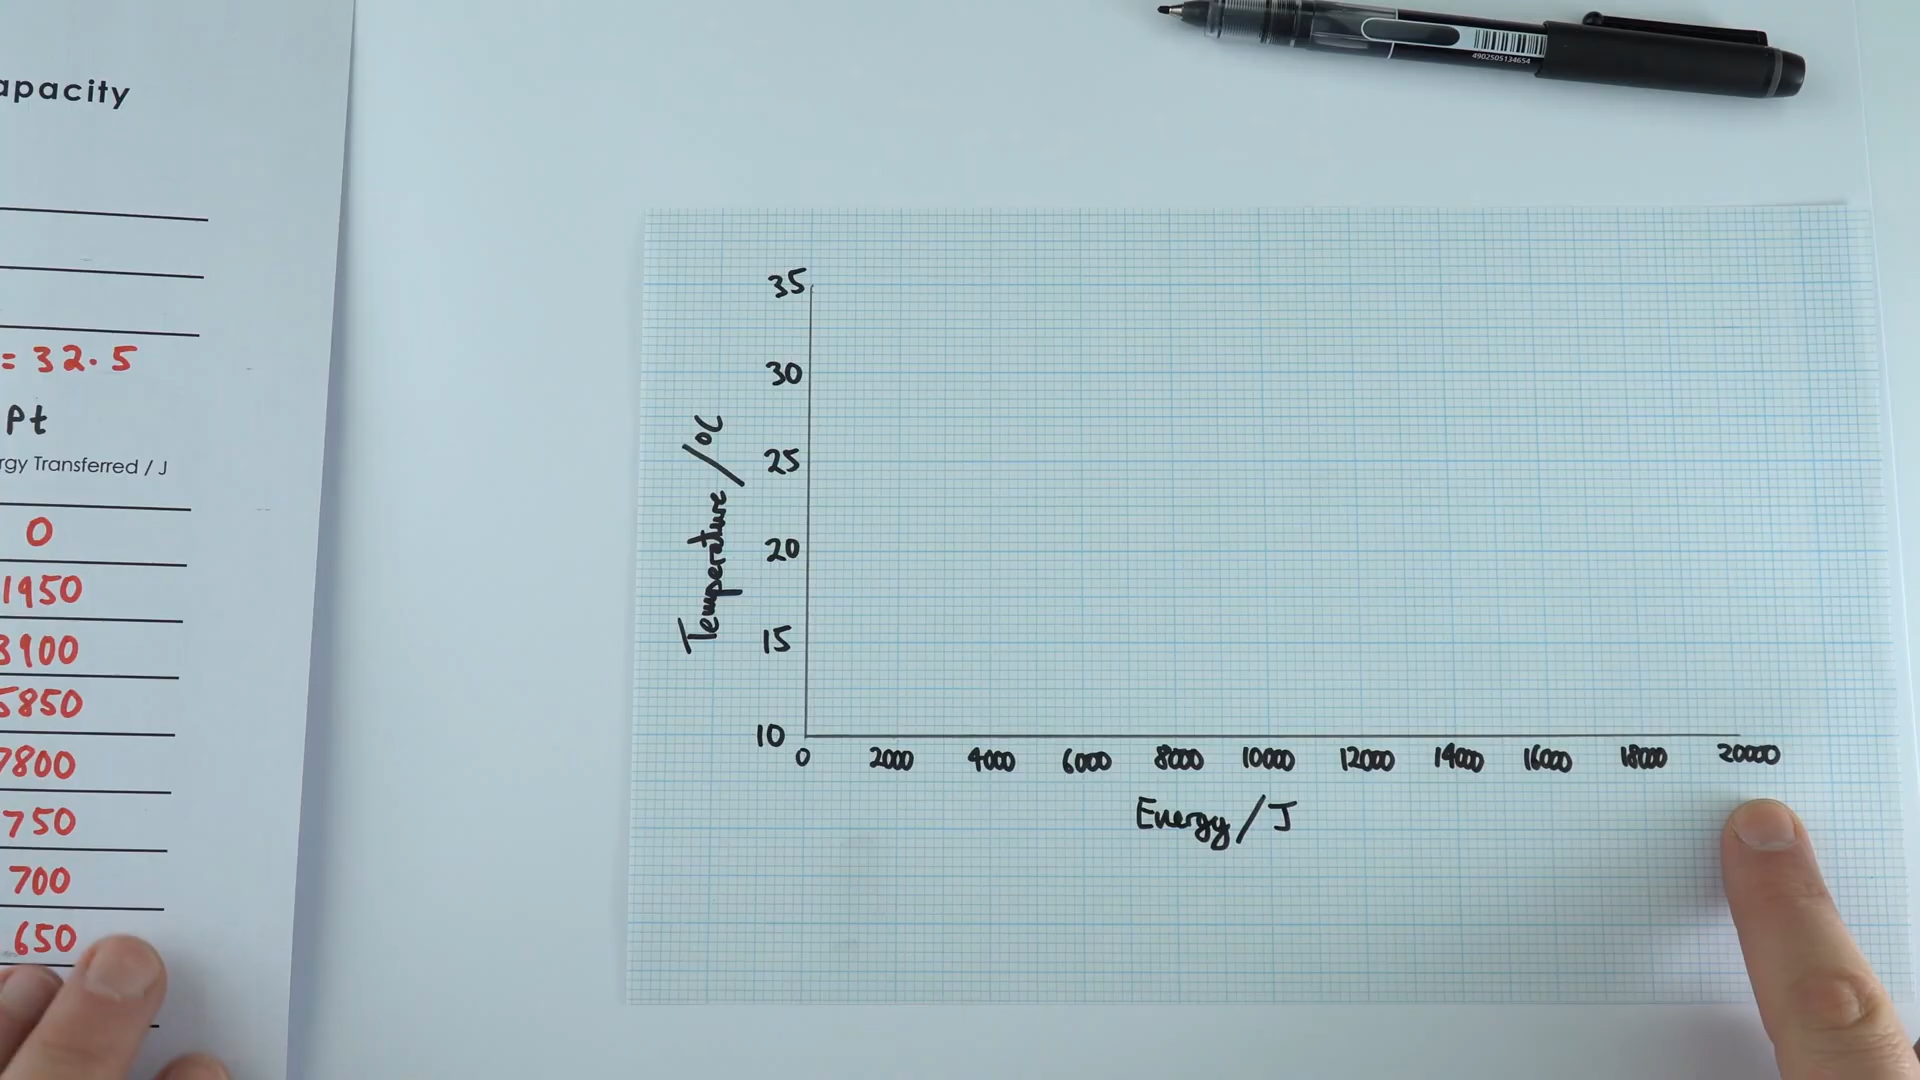 apacity
= 32.5
Pt
rgy Transferred / J
0
1950
3900
5850
7800
750
700
650
4902505134654
35
30
25
20
15
10
Temperature / oC
0 2000 4000 6000 8000 10000 12000 14000 16000 18000 20000
Energy / J